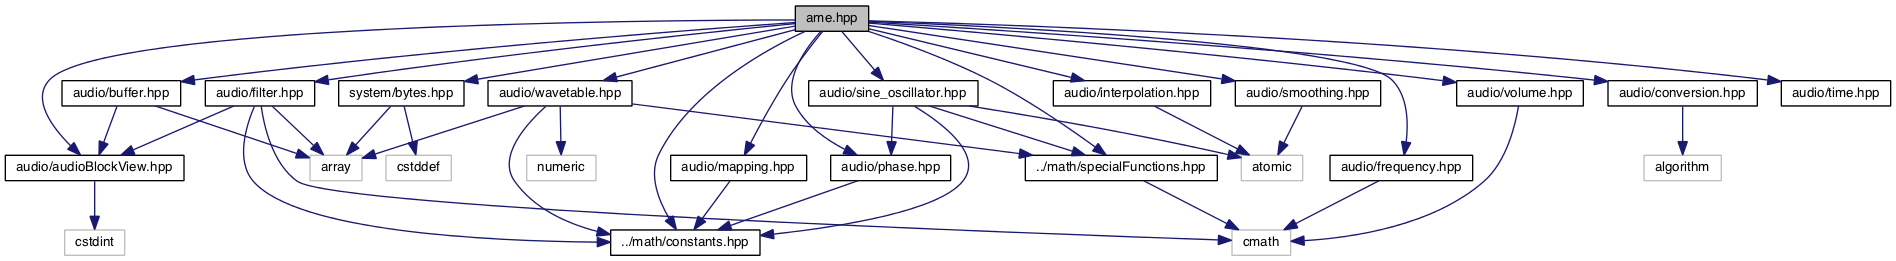 ame.hpp
audio/buffer.hpp
audio/filter.hpp
system/bytes.hpp
audio/wavetable.hpp
audio/sine_oscillator.hpp
audio/interpolation.hpp
audio/smoothing.hpp
audio/volume.hpp
audio/conversion.hpp
audio/time.hpp
audio/audioBlockView.hpp
array
cstddef
numeric
audio/mapping.hpp
audio/phase.hpp
../math/specialFunctions.hpp
atomic
audio/frequency.hpp
algorithm
cstdint
../math/constants.hpp
cmath